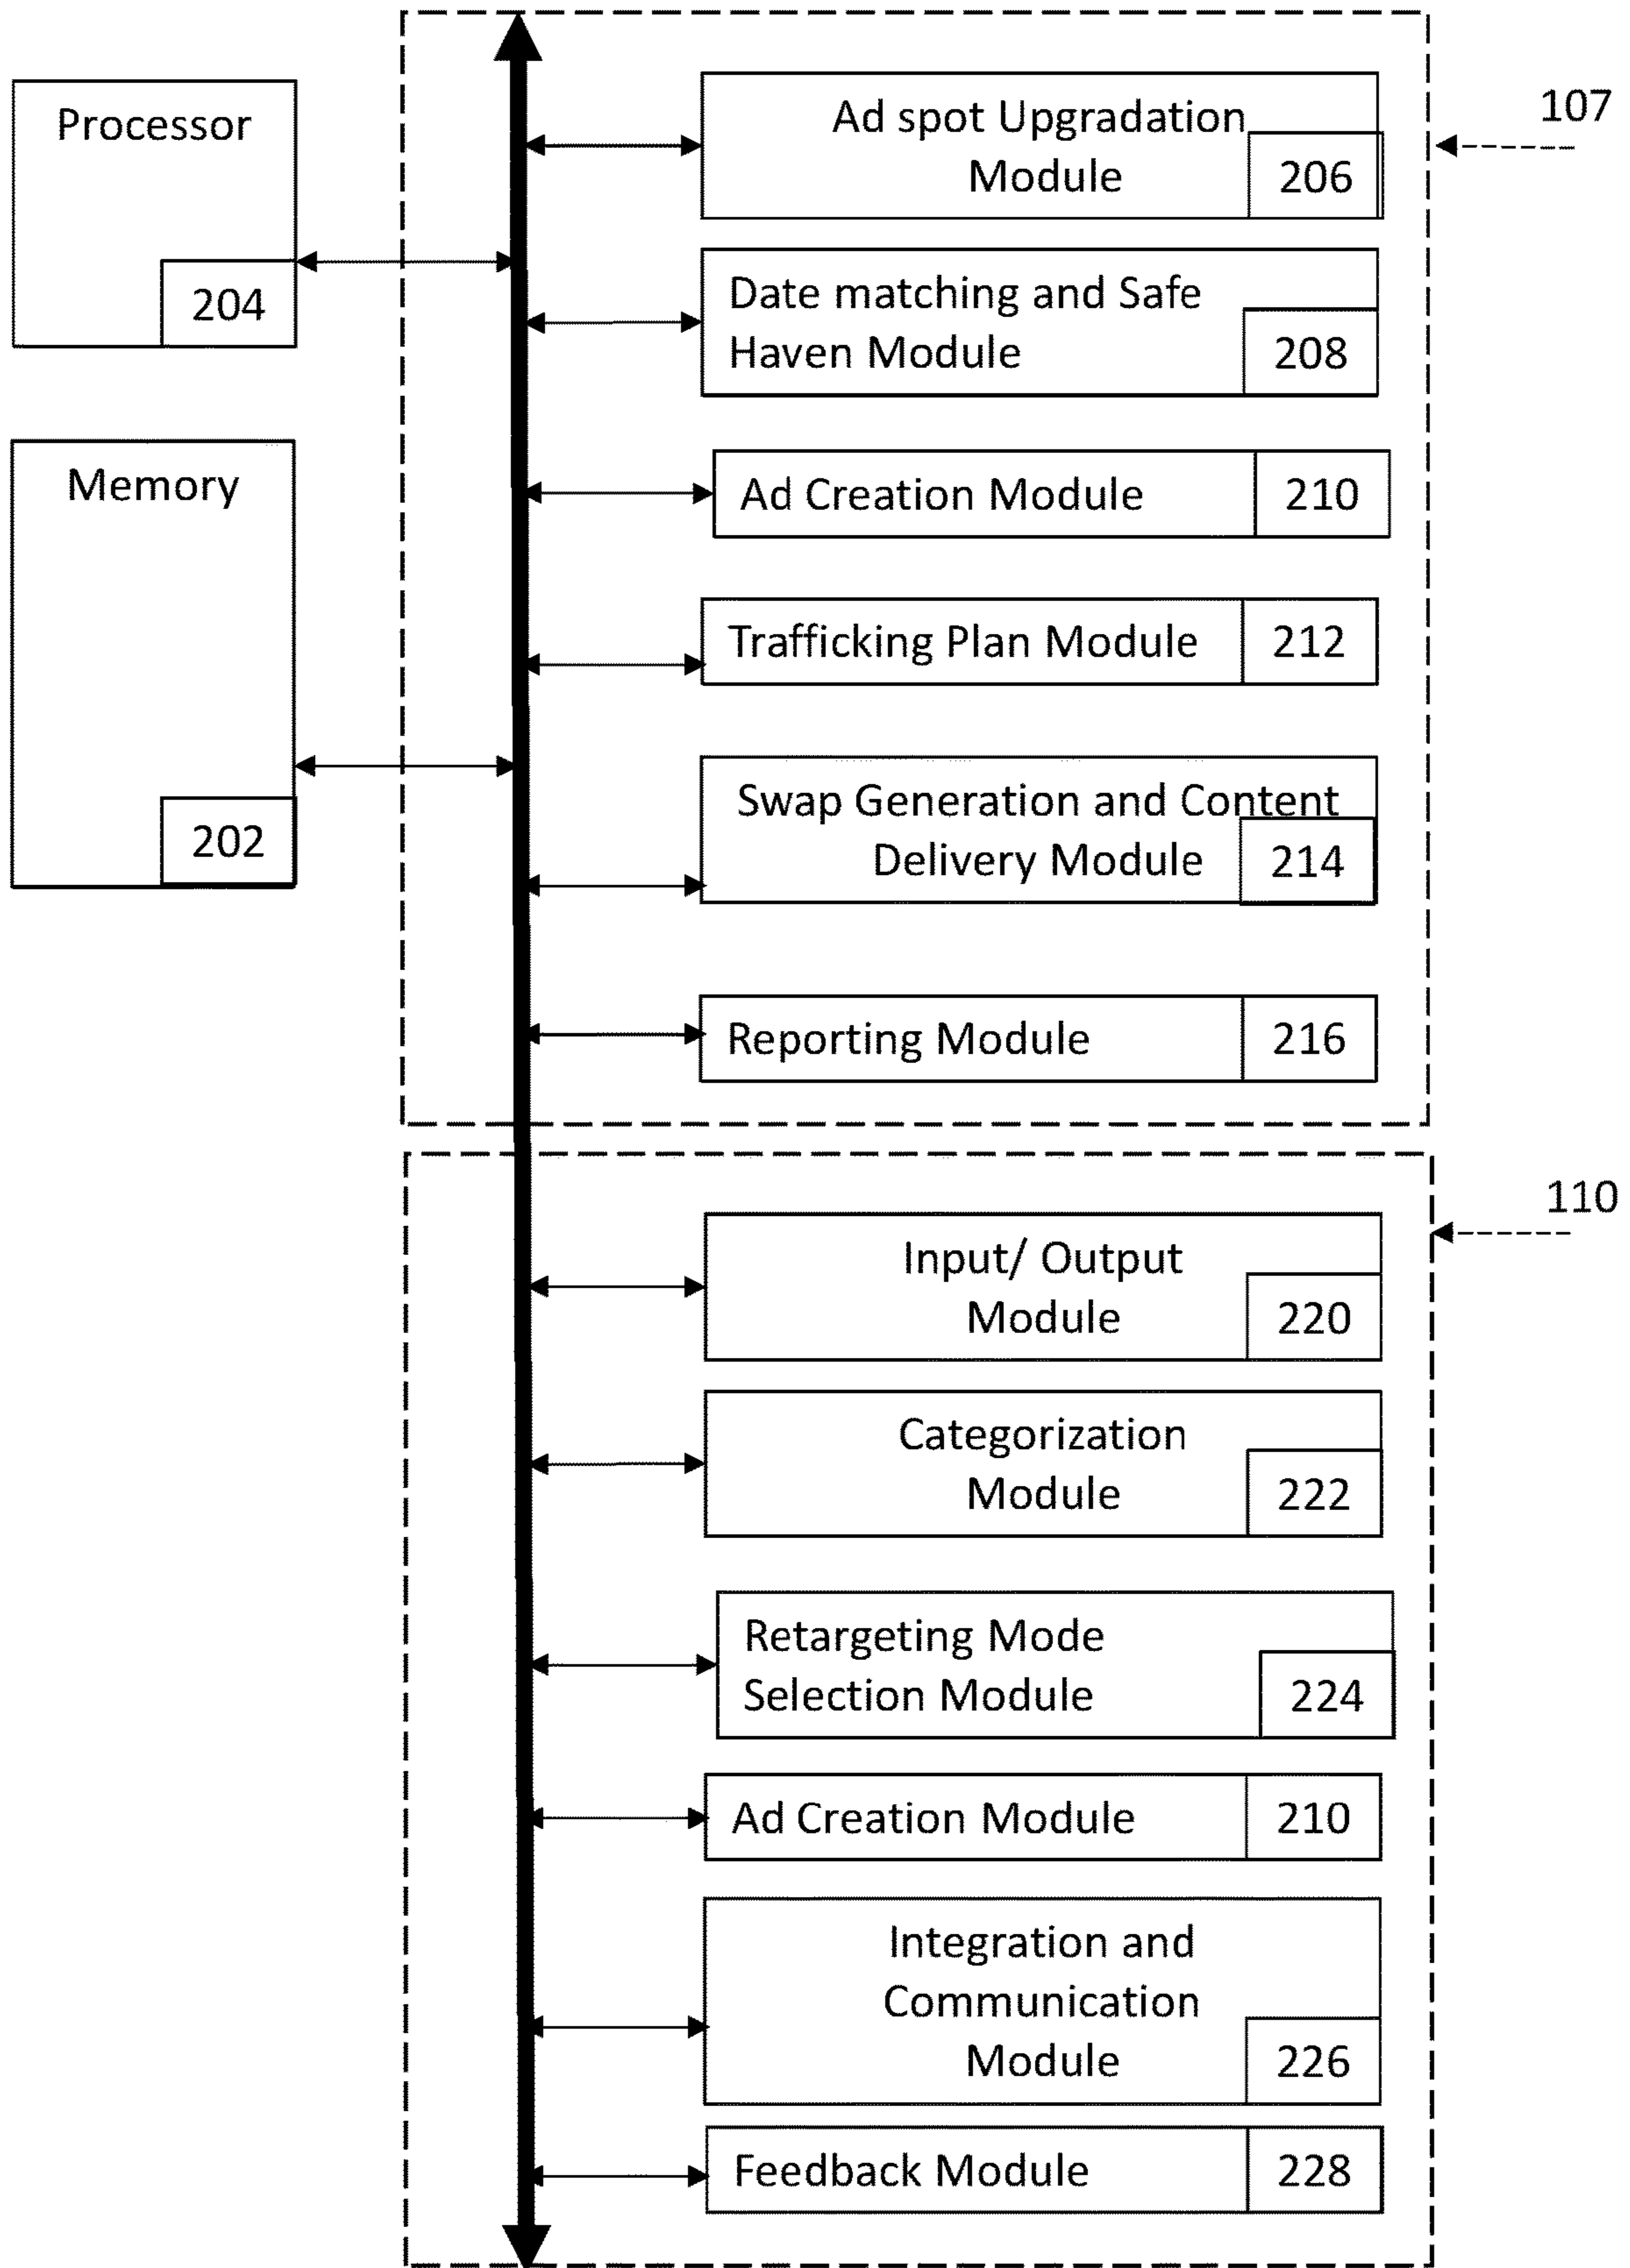 Processor
204
Memory
202
Ad spot Upgradation
Module
206
107
Date matching and Safe
Haven Module
208
Ad Creation Module
210
Trafficking Plan Module
212
Swap Generation and Content
Delivery Module
214
Reporting Module
216
110
Input/ Output
Module
220
Categorization
Module
222
Retargeting Mode
Selection Module
224
Ad Creation Module
210
Integration and
Communication
Module
226
Feedback Module
228